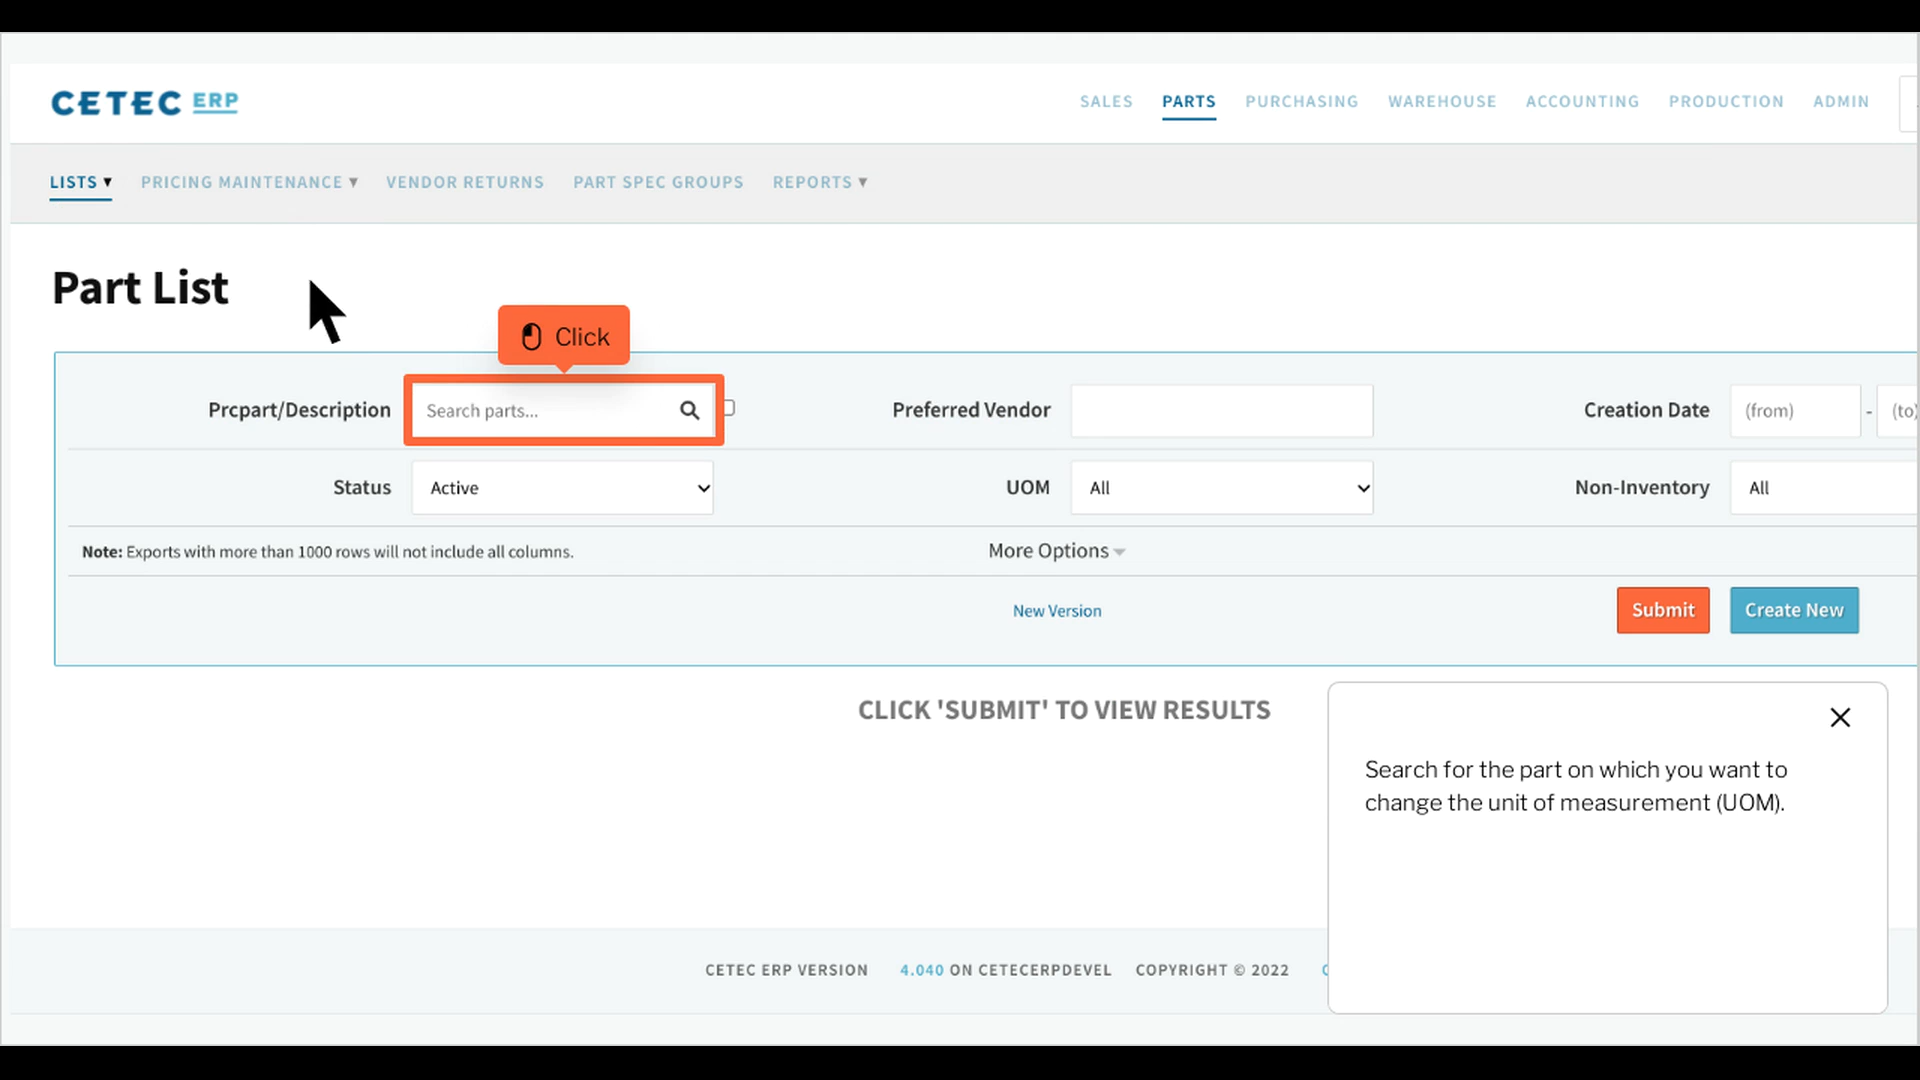 CETEC ERP
SALES PARTS PURCHASING WAREHOUSE ACCOUNTING PRODUCTION ADMIN
LISTS ▼ PRICING MAINTENANCE ▼ VENDOR RETURNS PART SPEC GROUPS REPORTS ▼
Part List
Click
Prcpart/Description Search parts... Preferred Vendor Creation Date (from) - (to)
Status Active UOM All Non-Inventory All
Note: Exports with more than 1000 rows will not include all columns. More Options
New Version Submit Create New
CLICK 'SUBMIT' TO VIEW RESULTS
Search for the part on which you want to
change the unit of measurement (UOM).
CETEC ERP VERSION 4.040 ON CETECERPDEVEL COPYRIGHT © 2022